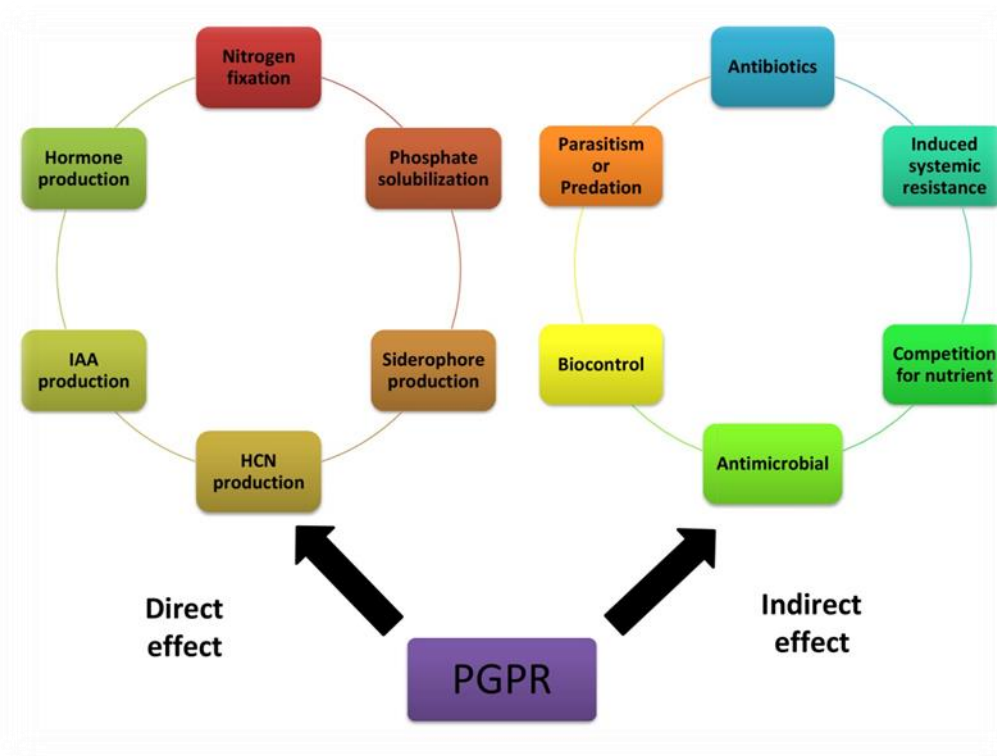 Nitrogen
fixation
Phosphate
solubilization
Siderophore
production
HCN
production
IAA
production
Hormone
production
Antibiotics
Induced
systemic
resistance
Competition
for nutrient
Antimicrobial
Biocontrol
Parasitism
or
Predation
Direct
effect
Indirect
effect
PGPR